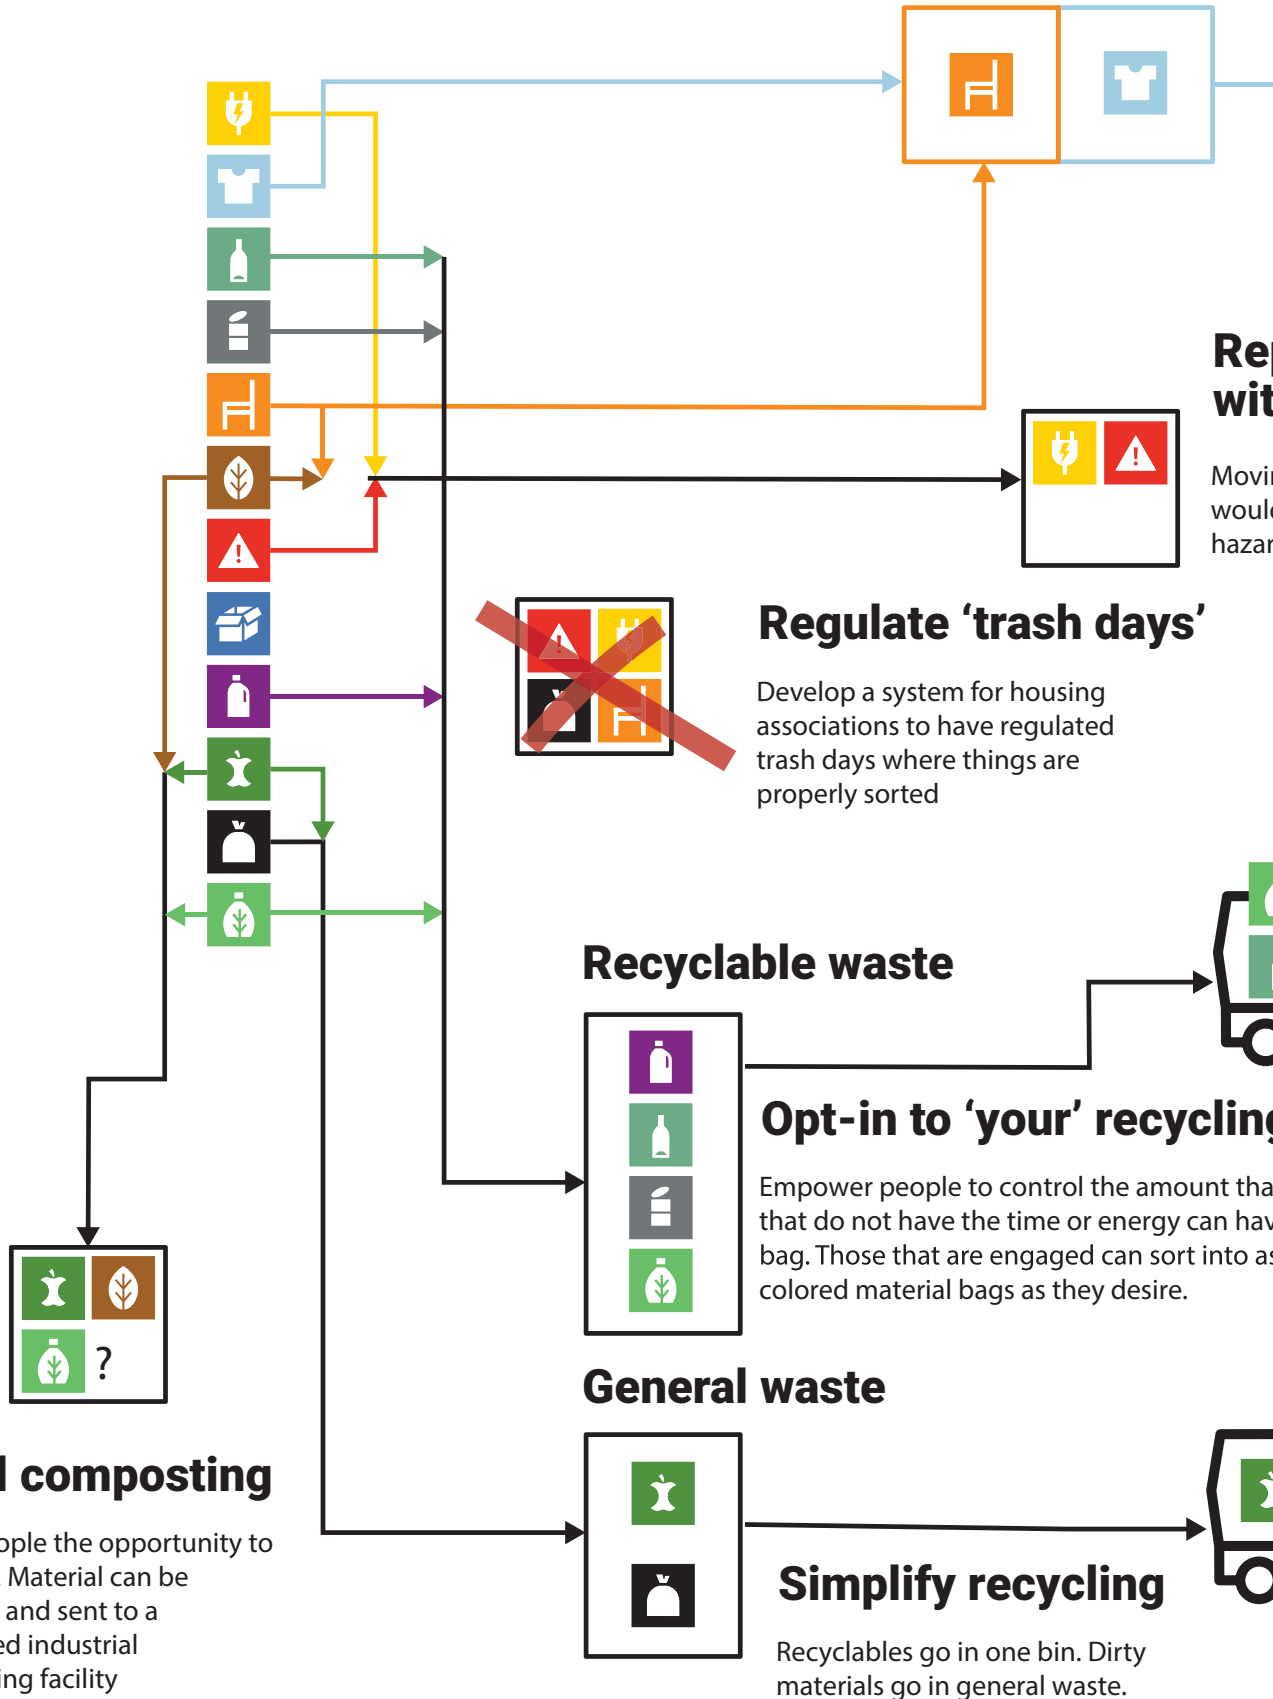 Moving
hazar
Regulate ‘trash days’
Develop a system for housing
associations to have regulated
trash days where things are
properly sorted
Recyclable waste
Opt-in to ‘your’ recycling
Empower people to control the amount tha
that do not have the time or energy can hav
bag. Those that are engaged can sort into as
colored material bags as they desire.
?
General waste
composting
ople the opportunity to
. Material can be
and sent to a
ed industrial
ing facility
Simplify recycling
Recyclables go in one bin. Dirty
materials go in general waste.